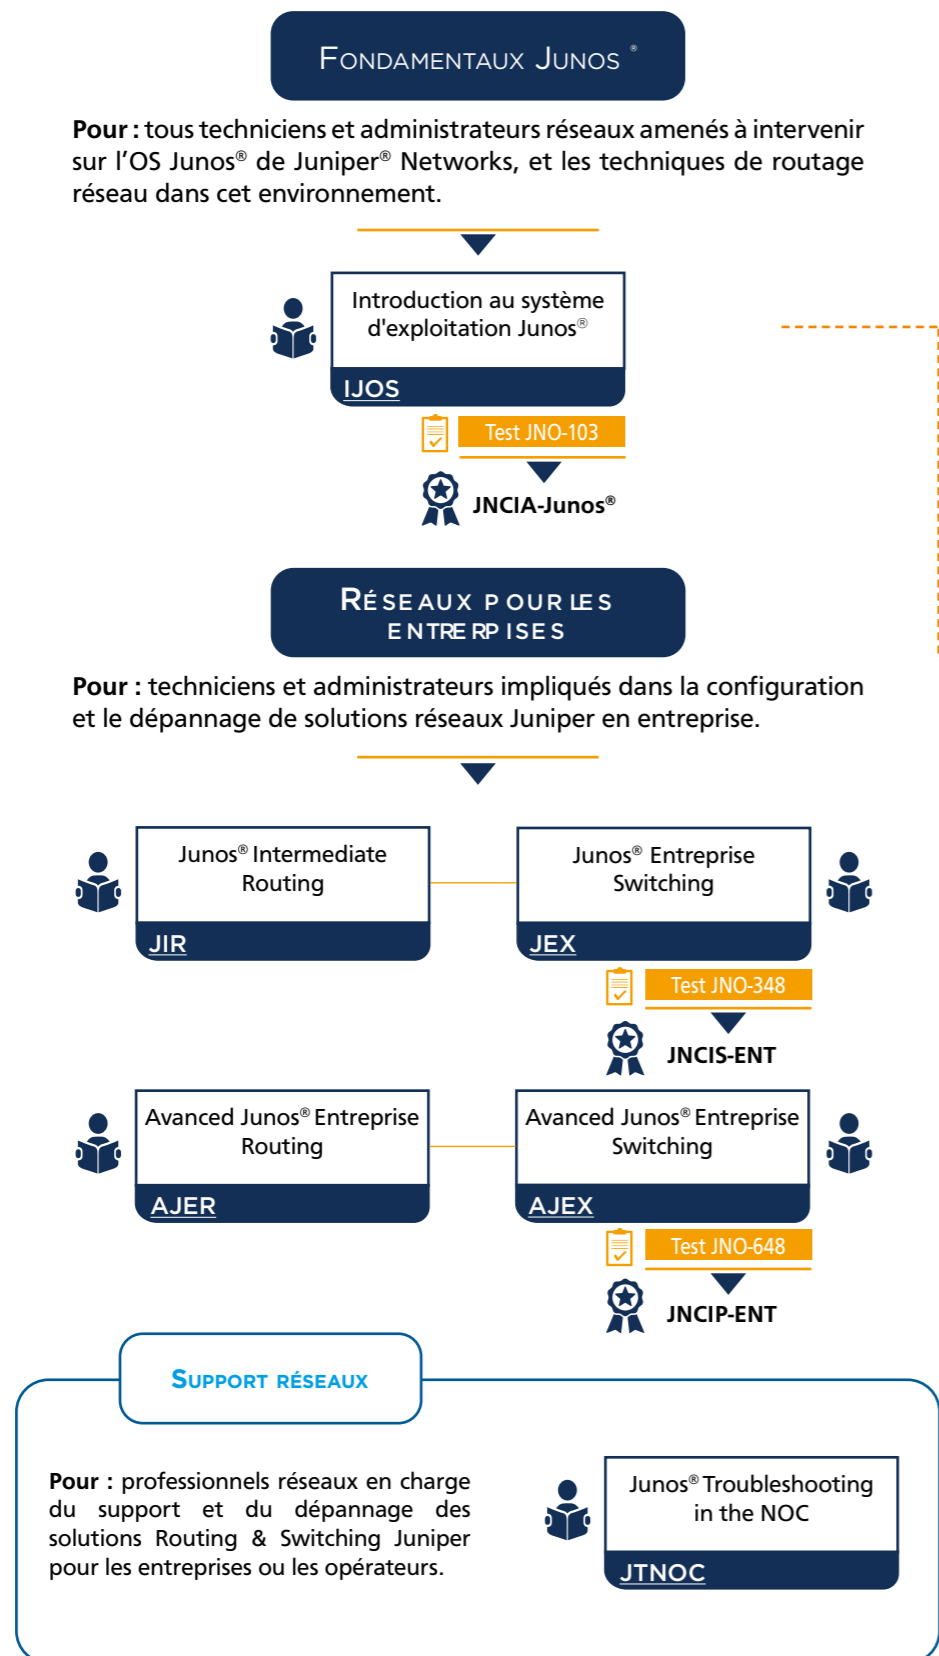 Fondamentaux Junos ®
Pour : tous techniciens et administrateurs réseaux amenés à intervenir
sur l'OS Junos® de Juniper® Networks, et les techniques de routage
réseau dans cet environnement.
Introduction au système
d'exploitation Junos®
IJOS
Test JNO-103
JNCIA-Junos®
Réseaux pour les
entrerprises
Pour : techniciens et administrateurs impliqués dans la configuration
et le dépannage de solutions réseaux Juniper en entreprise.
Junos® Intermediate
Routing
JIR
Junos® Entreprise
Switching
JEX
Test JNO-348
JNCIS-ENT
Avanced Junos® Entreprise
Routing
AJER
Avanced Junos® Entreprise
Switching
AJEX
Test JNO-648
JNCIP-ENT
Support réseaux
Pour : professionnels réseaux en charge
du support et du dépannage des
solutions Routing & Switching Juniper
pour les entreprises ou les opérateurs.
Junos® Troubleshooting
in the NOC
JTNOC